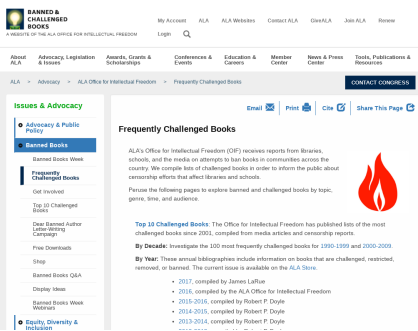 BANNED &
CHALLENGED
BOOKS
A WEBSITE OF THE ALA OFFICE FOR INTELLECTUAL FREEDOM
My Account ALA ALA Websites Contact ALA GiveALA Join ALA Renew
Login
About ALA
Advocacy, Legislation & Issues
Awards, Grants & Scholarships
Conferences & Events
Education & Careers
Member Center
News & Press Center
Tools, Publications & Resources
ALA > Advocacy > ALA Office for Intellectual Freedom > Frequently Challenged Books
CONTACT CONGRESS
Issues & Advocacy
Advocacy & Public
Policy
Banned Books
Banned Books Week
Frequently
Challenged Books
Get Involved
Top 10 Challenged
Books
Dear Banned Author
Letter-Writing
Campaign
Free Downloads
Shop
Banned Books Q&A
Display Ideas
Banned Books Week
Webinars
Equity, Diversity &
Inclusion
Email Print Cite Share This Page
Frequently Challenged Books
ALA's Office for Intellectual Freedom (OIF) receives reports from libraries,
schools, and the media on attempts to ban books in communities across the
country. We compile lists of challenged books in order to inform the public about
censorship efforts that affect libraries and schools.
Peruse the following pages to explore banned and challenged books by topic,
genre, time, and audience.
Top 10 Challenged Books: The Office for Intellectual Freedom has published lists of the most
challenged books since 2001, compiled from media articles and censorship reports.
By Decade: Investigate the 100 most frequently challenged books for 1990-1999 and 2000-2009.
By Year: These annual bibliographies include information on books that are challenged, restricted,
removed, or banned. The current issue is available on the ALA Store.
2017, compiled by James LaRue
2016, compiled by the ALA Office for Intellectual Freedom
2015-2016, compiled by Robert P. Doyle
2014-2015, compiled by Robert P. Doyle
2013-2014, compiled by Robert P. Doyle